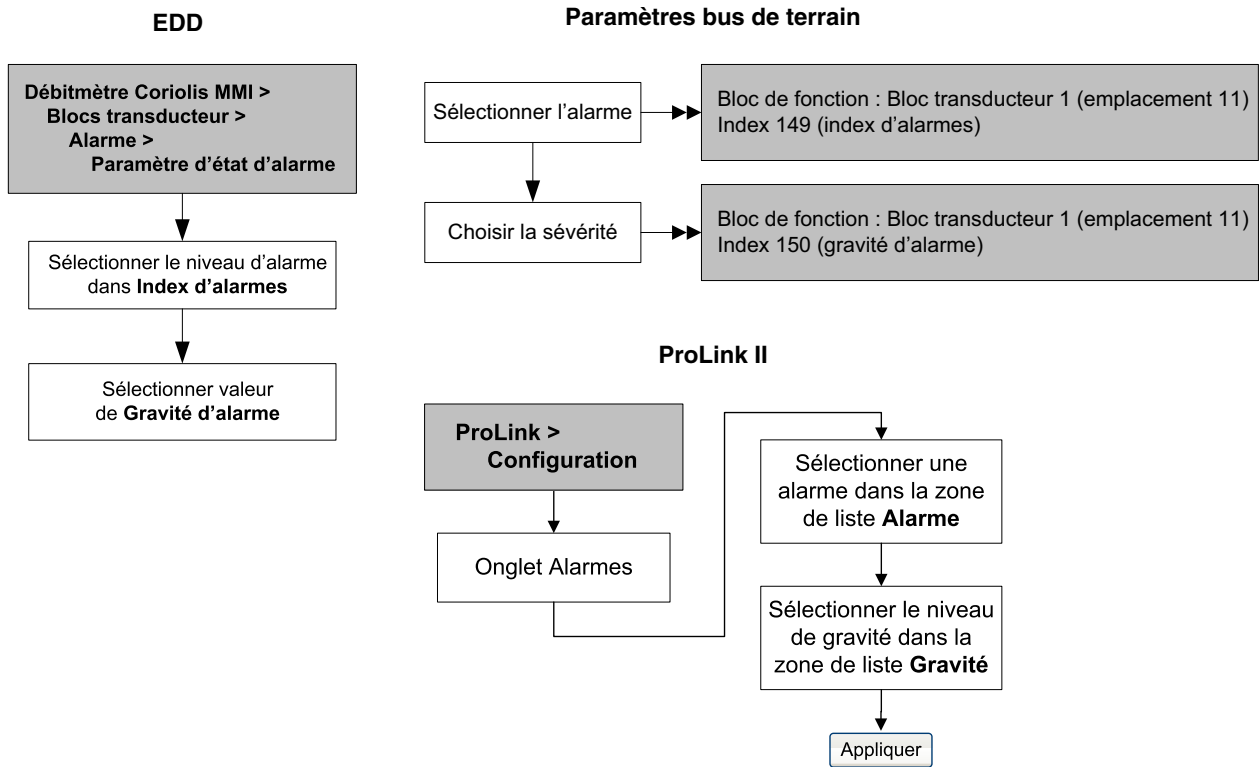 EDD
Débitmètre Coriolis MMI >
Blocs transducteur >
Alarme >
Paramètre d'état d'alarme
Sélectionner le niveau d'alarme
dans Index d'alarmes
Sélectionner valeur
de Gravité d'alarme
Paramètres bus de terrain
Sélectionner l'alarme
Bloc de fonction : Bloc transducteur 1 (emplacement 11)
Index 149 (index d'alarmes)
Choisir la sévérité
Bloc de fonction : Bloc transducteur 1 (emplacement 11)
Index 150 (gravité d'alarme)
ProLink II
ProLink >
Configuration
Onglet Alarmes
Sélectionner une
alarme dans la zone
de liste Alarme
Sélectionner le niveau
de gravité dans la
zone de liste Gravité
Appliquer